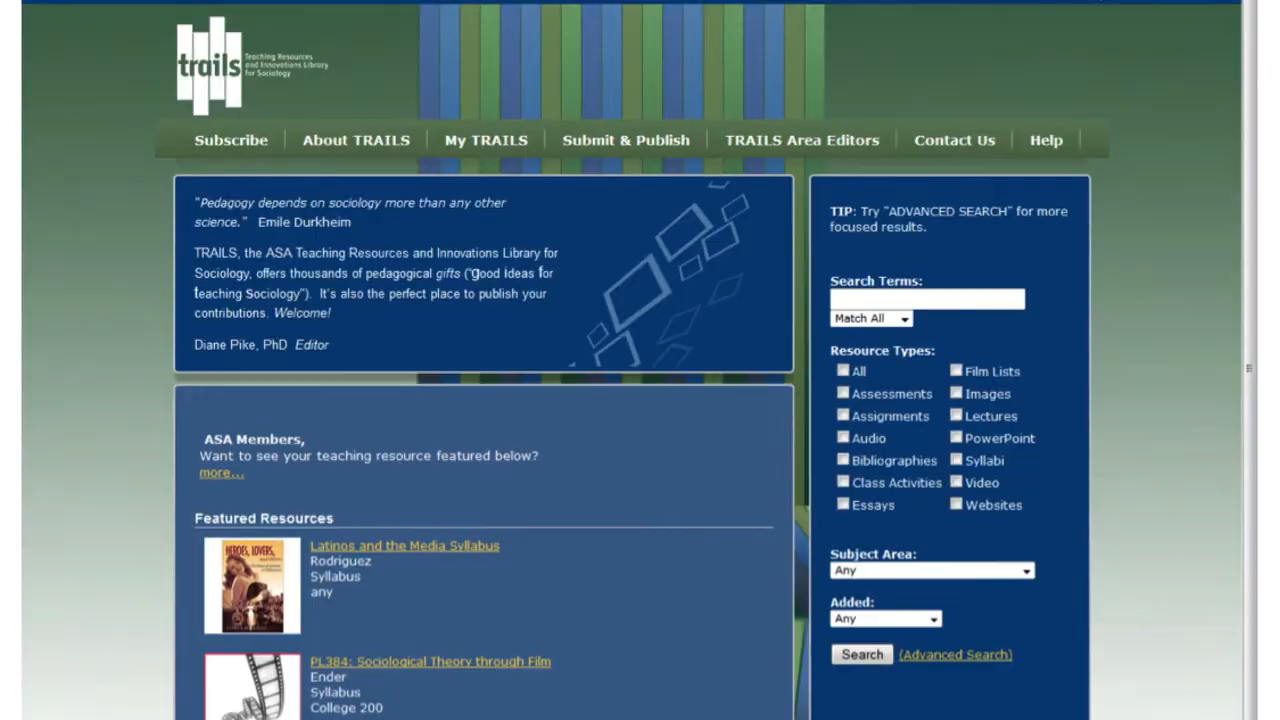 trails
Teaching Resources
and Innovations Library
for Sociology
Subscribe
About TRAILS
My TRAILS
Submit & Publish
TRAILS Area Editors
Contact Us
Help
"Pedagogy depends on sociology more than any other
science." Emile Durkheim
TRAILS, the ASA Teaching Resources and Innovations Library for
Sociology, offers thousands of pedagogical gifts ("good Ideas for
teaching Sociology"). It's also the perfect place to publish your
contributions. Welcome!
Diane Pike, PhD Editor
ASA Members,
Want to see your teaching resource featured below?
more...
Featured Resources
HEROES, LOVERS,
Latinos and the Media Syllabus
Rodriguez
Syllabus
any
PL384: Sociological Theory through Film
Ender
Syllabus
College 200
TIP: Try "ADVANCED SEARCH" for more
focused results.
Search Terms:
Match All
Resource Types:
All
Film Lists
Assessments
Images
Assignments
Lectures
Audio
PowerPoint
Bibliographies
Syllabi
Class Activities
Video
Essays
Websites
Subject Area:
Any
Added:
Any
Search
(Advanced Search)